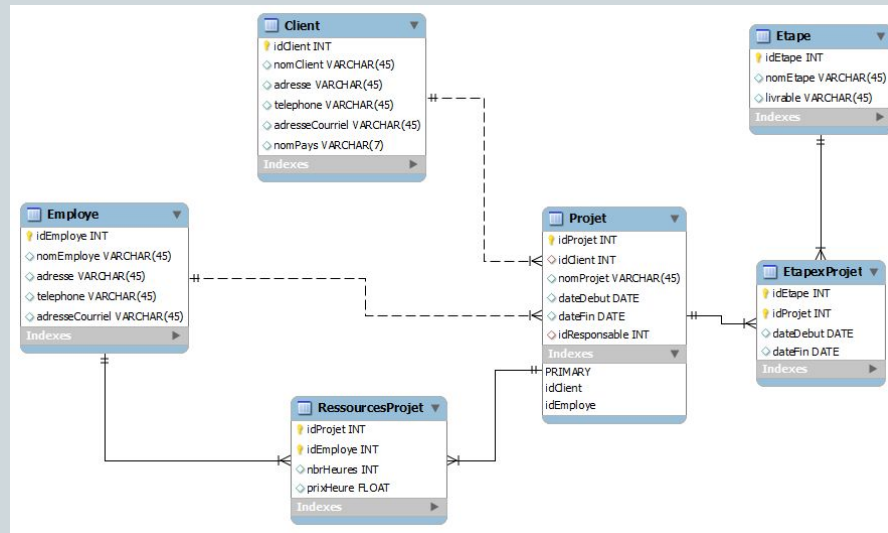 Client
idClient INT
nomClient VARCHAR(45)
adresse VARCHAR(45)
telephone VARCHAR(45)
adresseCourriel VARCHAR(45)
nomPays VARCHAR(7)
Indexes
Etape
idEtape INT
nomEtape VARCHAR(45)
livrable VARCHAR(45)
Indexes
Employe
idEmploye INT
nomEmploye VARCHAR(45)
adresse VARCHAR(45)
telephone VARCHAR(45)
adresseCourriel VARCHAR(45)
Indexes
Projet
idProjet INT
idClient INT
nomProjet VARCHAR(45)
dateDebut DATE
dateFin DATE
idResponsable INT
Indexes
PRIMARY
idClient
idEmploye
EtapexProjet
idEtape INT
idProjet INT
dateDebut DATE
dateFin DATE
Indexes
RessourcesProjet
idProjet INT
idEmploye INT
nbrHeures INT
prixHeure FLOAT
Indexes